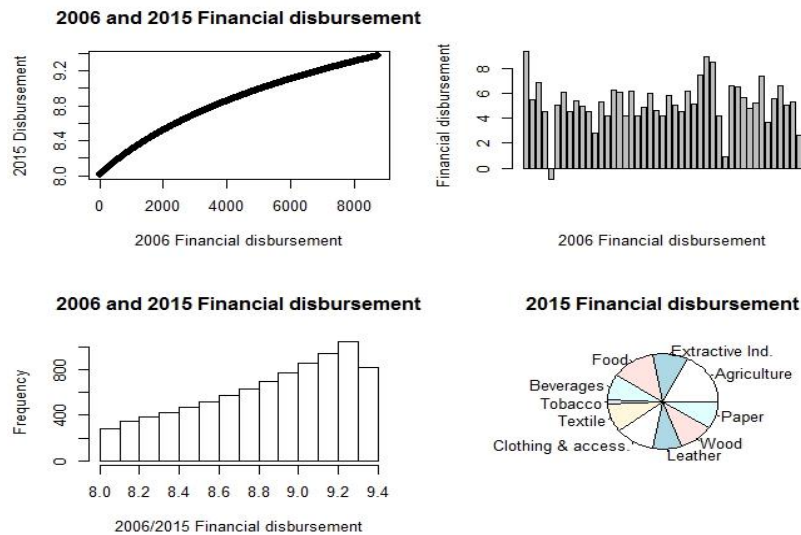 2006 and 2015 Financial disbursement
2015 Disbursement
8.0 8.4 8.8 9.2
0 2000 4000 6000 8000
2006 Financial disbursement
Financial disbursement
0 2 4 6 8
2006 Financial disbursement
2006 and 2015 Financial disbursement
Frequency
0 400 800
8.0 8.2 8.4 8.6 8.8 9.0 9.2 9.4
2006/2015 Financial disbursement
2015 Financial disbursement
Extractive Ind.
Food
Agriculture
Beverages
Tobacco
Paper
Textile
Wood
Clothing & access.
Leather